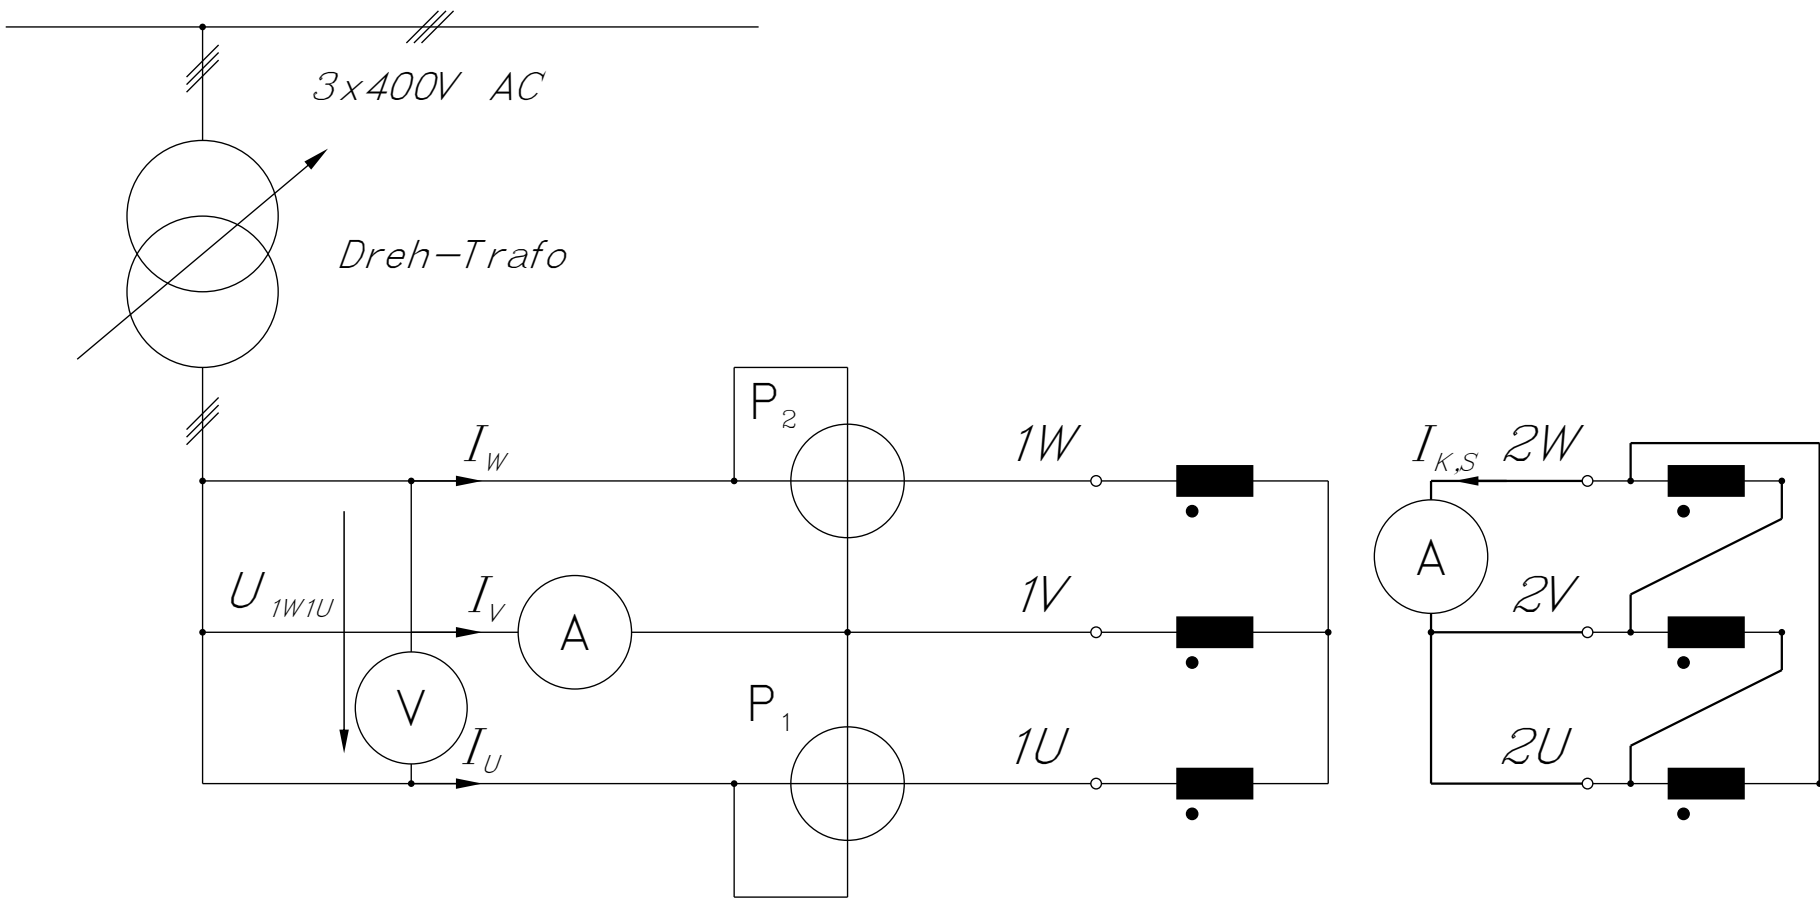 3x400V AC
Dreh-Trafo
P2
I_W
1W
I_K,S
2W
U_1W1U
I_V
A
1V
A
2V
V
P1
I_U
1U
2U